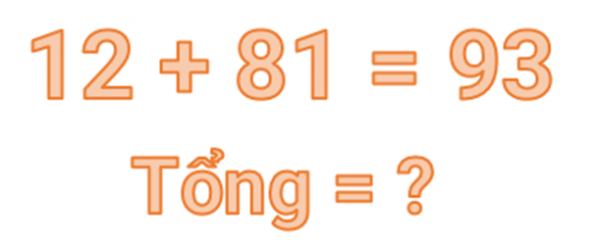 12 + 81 = 93
Tổng = ?